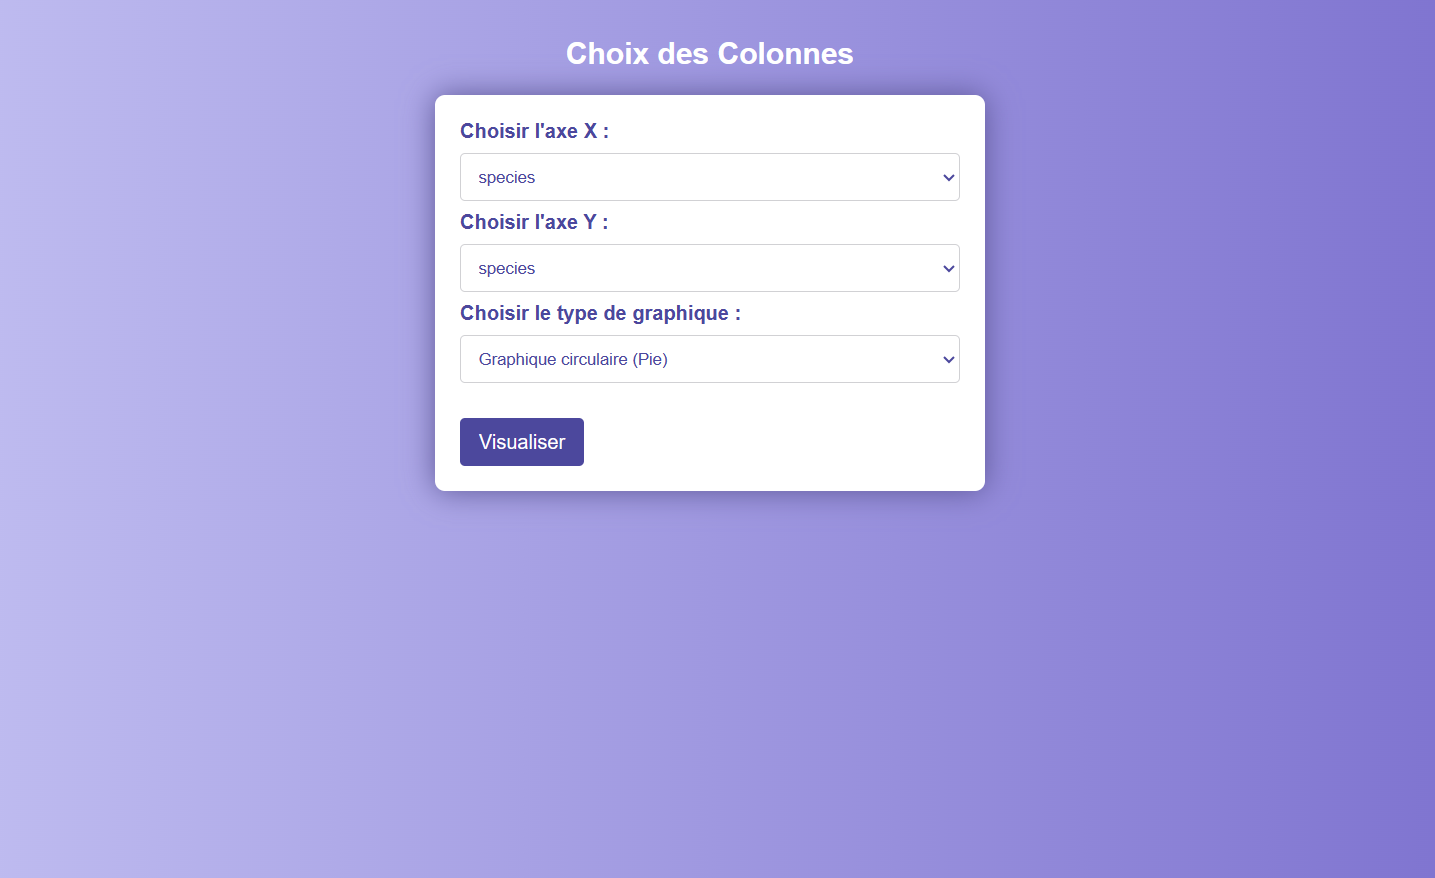 Choix des Colonnes
Choisir l'axe X :
species
Choisir l'axe Y :
species
Choisir le type de graphique :
Graphique circulaire (Pie)
Visualiser